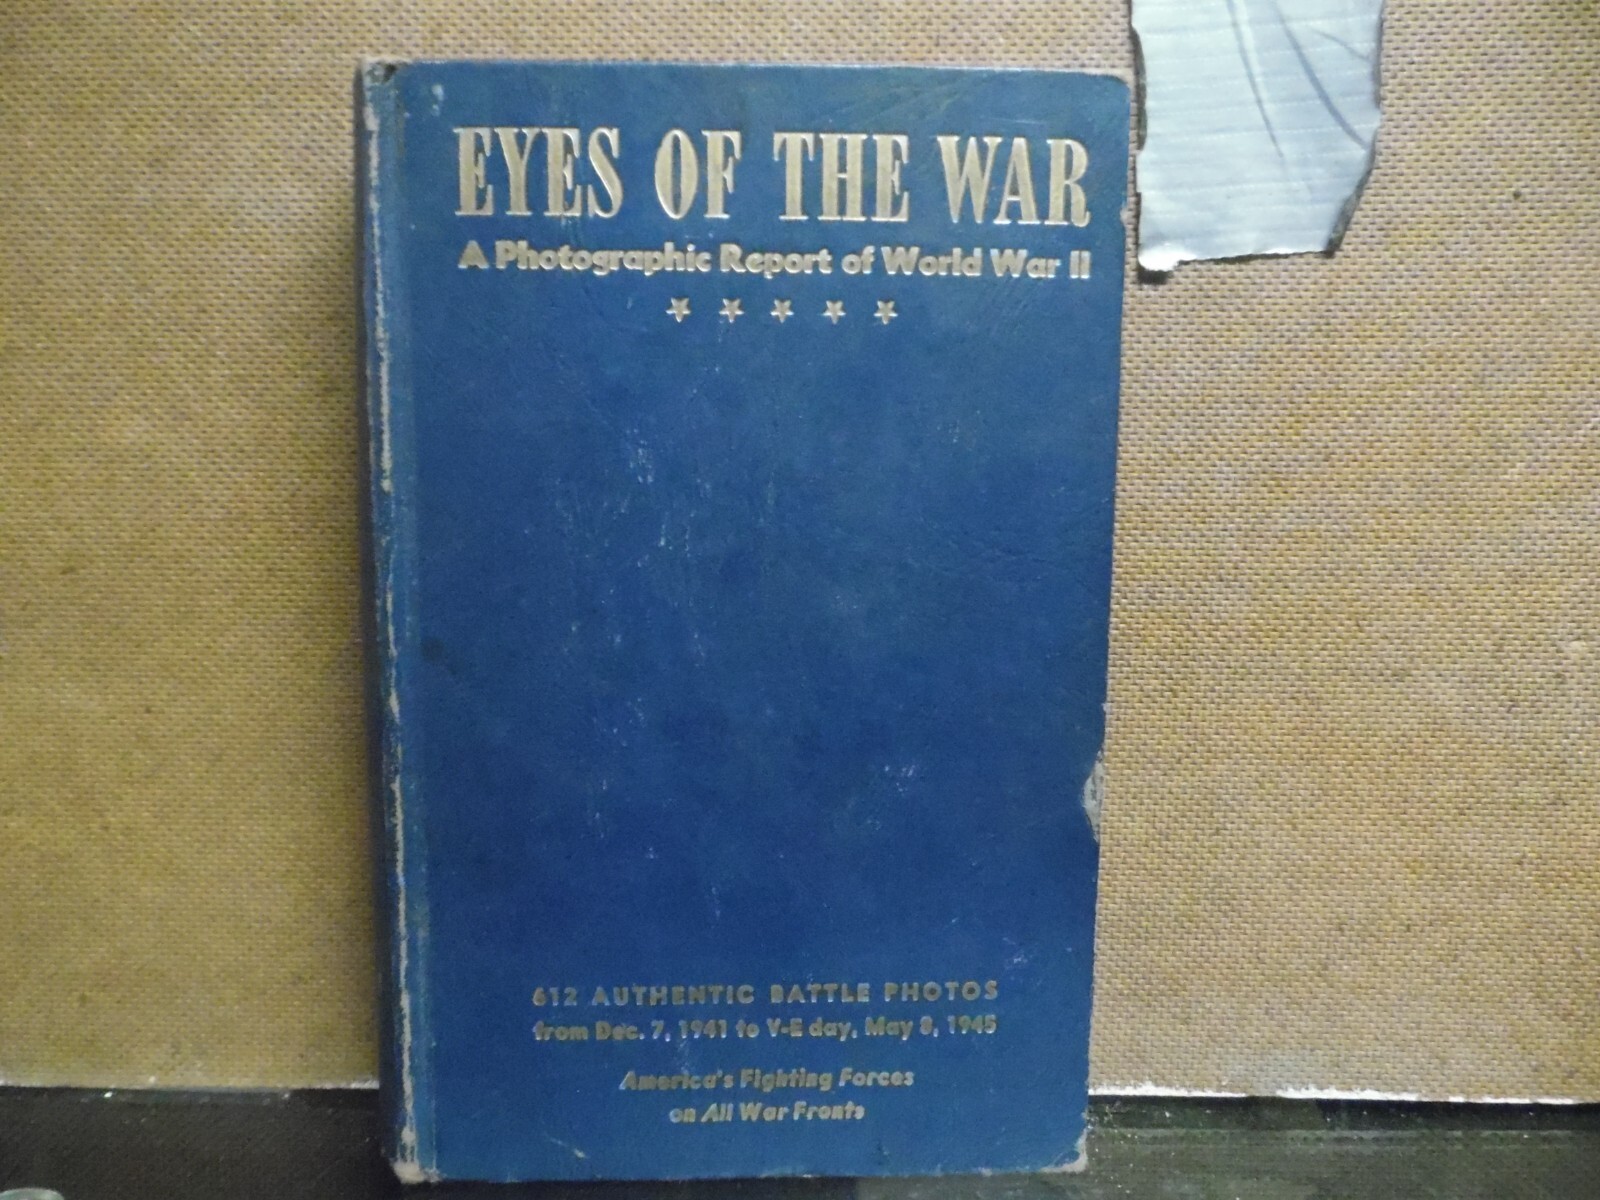 EYES OF THE WAR
A Photographic Report of World War II
612 AUTHENTIC BATTLE PHOTOS
from Dec. 7, 1941 to V-E day, May 8, 1945
America's Fighting Forces
on All War Fronts